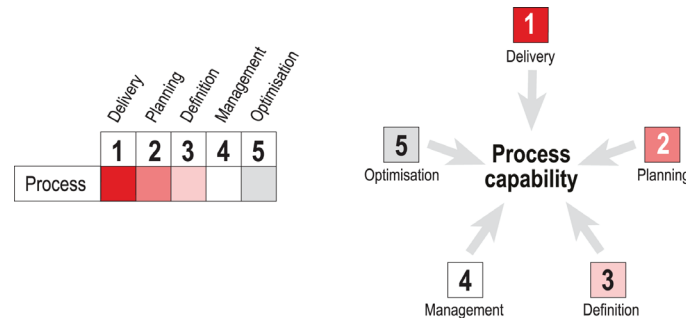 Delivery
Planning
Definition
Management
Optimisation
1 2 3 4 5
Process
1
Delivery
5
Optimisation
Process
capability
2
Planning
4
Management
3
Definition